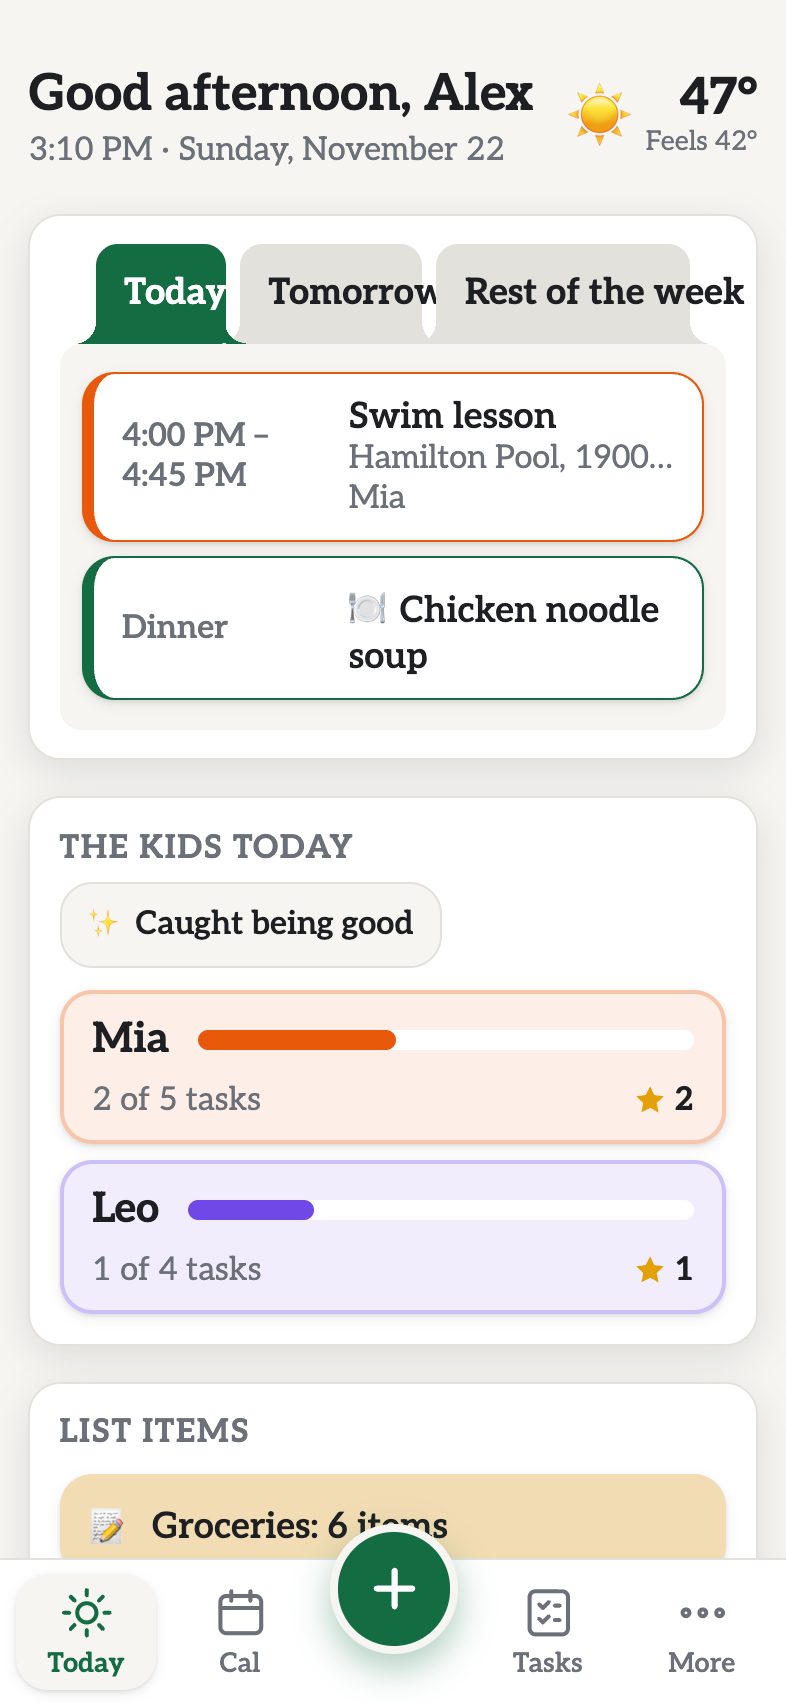 Good afternoon, Alex
47°
3:10 PM · Sunday, November 22
Feels 42°
Today
Tomorrow
Rest of the week
4:00 PM –
4:45 PM
Swim lesson
Hamilton Pool, 1900...
Mia
Dinner
🍽️ Chicken noodle
soup
THE KIDS TODAY
✨ Caught being good
Mia
2 of 5 tasks
★ 2
Leo
1 of 4 tasks
★ 1
LIST ITEMS
📝 Groceries: 6 items
Today
Cal
Tasks
More